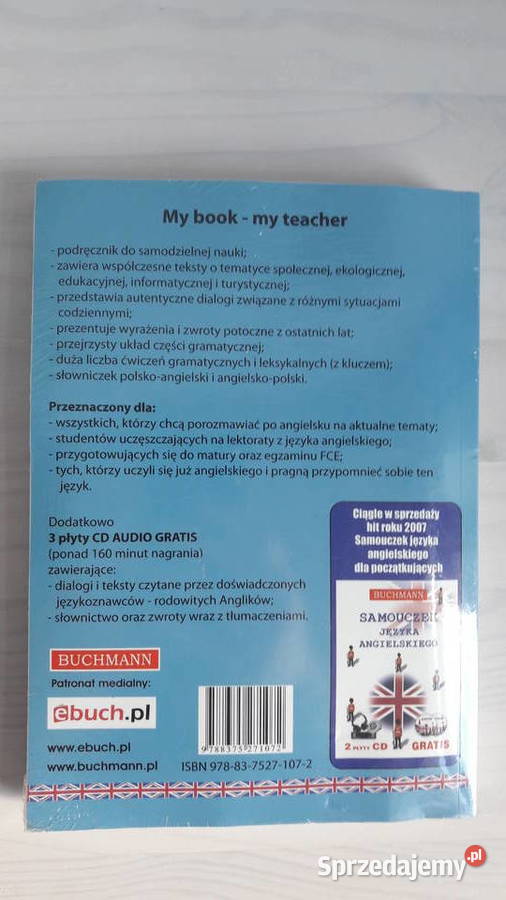 My book - my teacher
- podręcznik do samodzielnej nauki;
- zawiera współczesne teksty o tematyce społecznej, ekologicznej,
edukacyjnej, informatycznej i turystycznej;
- przedstawia autentyczne dialogi związane z różnymi sytuacjami
codziennymi;
- prezentuje wyrażenia i zwroty potoczne z ostatnich lat;
- przejrzysty układ części gramatycznej;
- duża liczba ćwiczeń gramatycznych i leksykalnych (z kluczem);
- słowniczek polsko-angielski i angielsko-polski.
Przeznaczony dla:
- wszystkich, którzy chcą porozmawiać po angielsku na aktualne tematy;
- studentów uczęszczających na lektoraty z języka angielskiego;
- przygotowujących się do matury oraz egzaminu FCE;
- tych, którzy uczyli się już angielskiego i pragną przypomnieć sobie ten
język.
Dodatkowo
3 płyty CD AUDIO GRATIS
(ponad 160 minut nagrania)
zawierające:
- dialogi i teksty czytane przez doświadczonych
językoznawców - rodowitych Anglików;
- słownictwo oraz zwroty wraz z tłumaczeniami.
BUCHMANN
Patronat medialny:
ebuch.pl
www.ebuch.pl
www.buchmann.pl
9 788375 271072
ISBN 978-83-7527-107-2
Ciągle w sprzedaży
hit roku 2007
Samouczek języka
angielskiego
dla początkujących
BUCHMANN
SAMOUCZEK
JĘZYKA
ANGIELSKIEGO
2 PŁYTY CD GRATIS
Sprzedajemy.pl